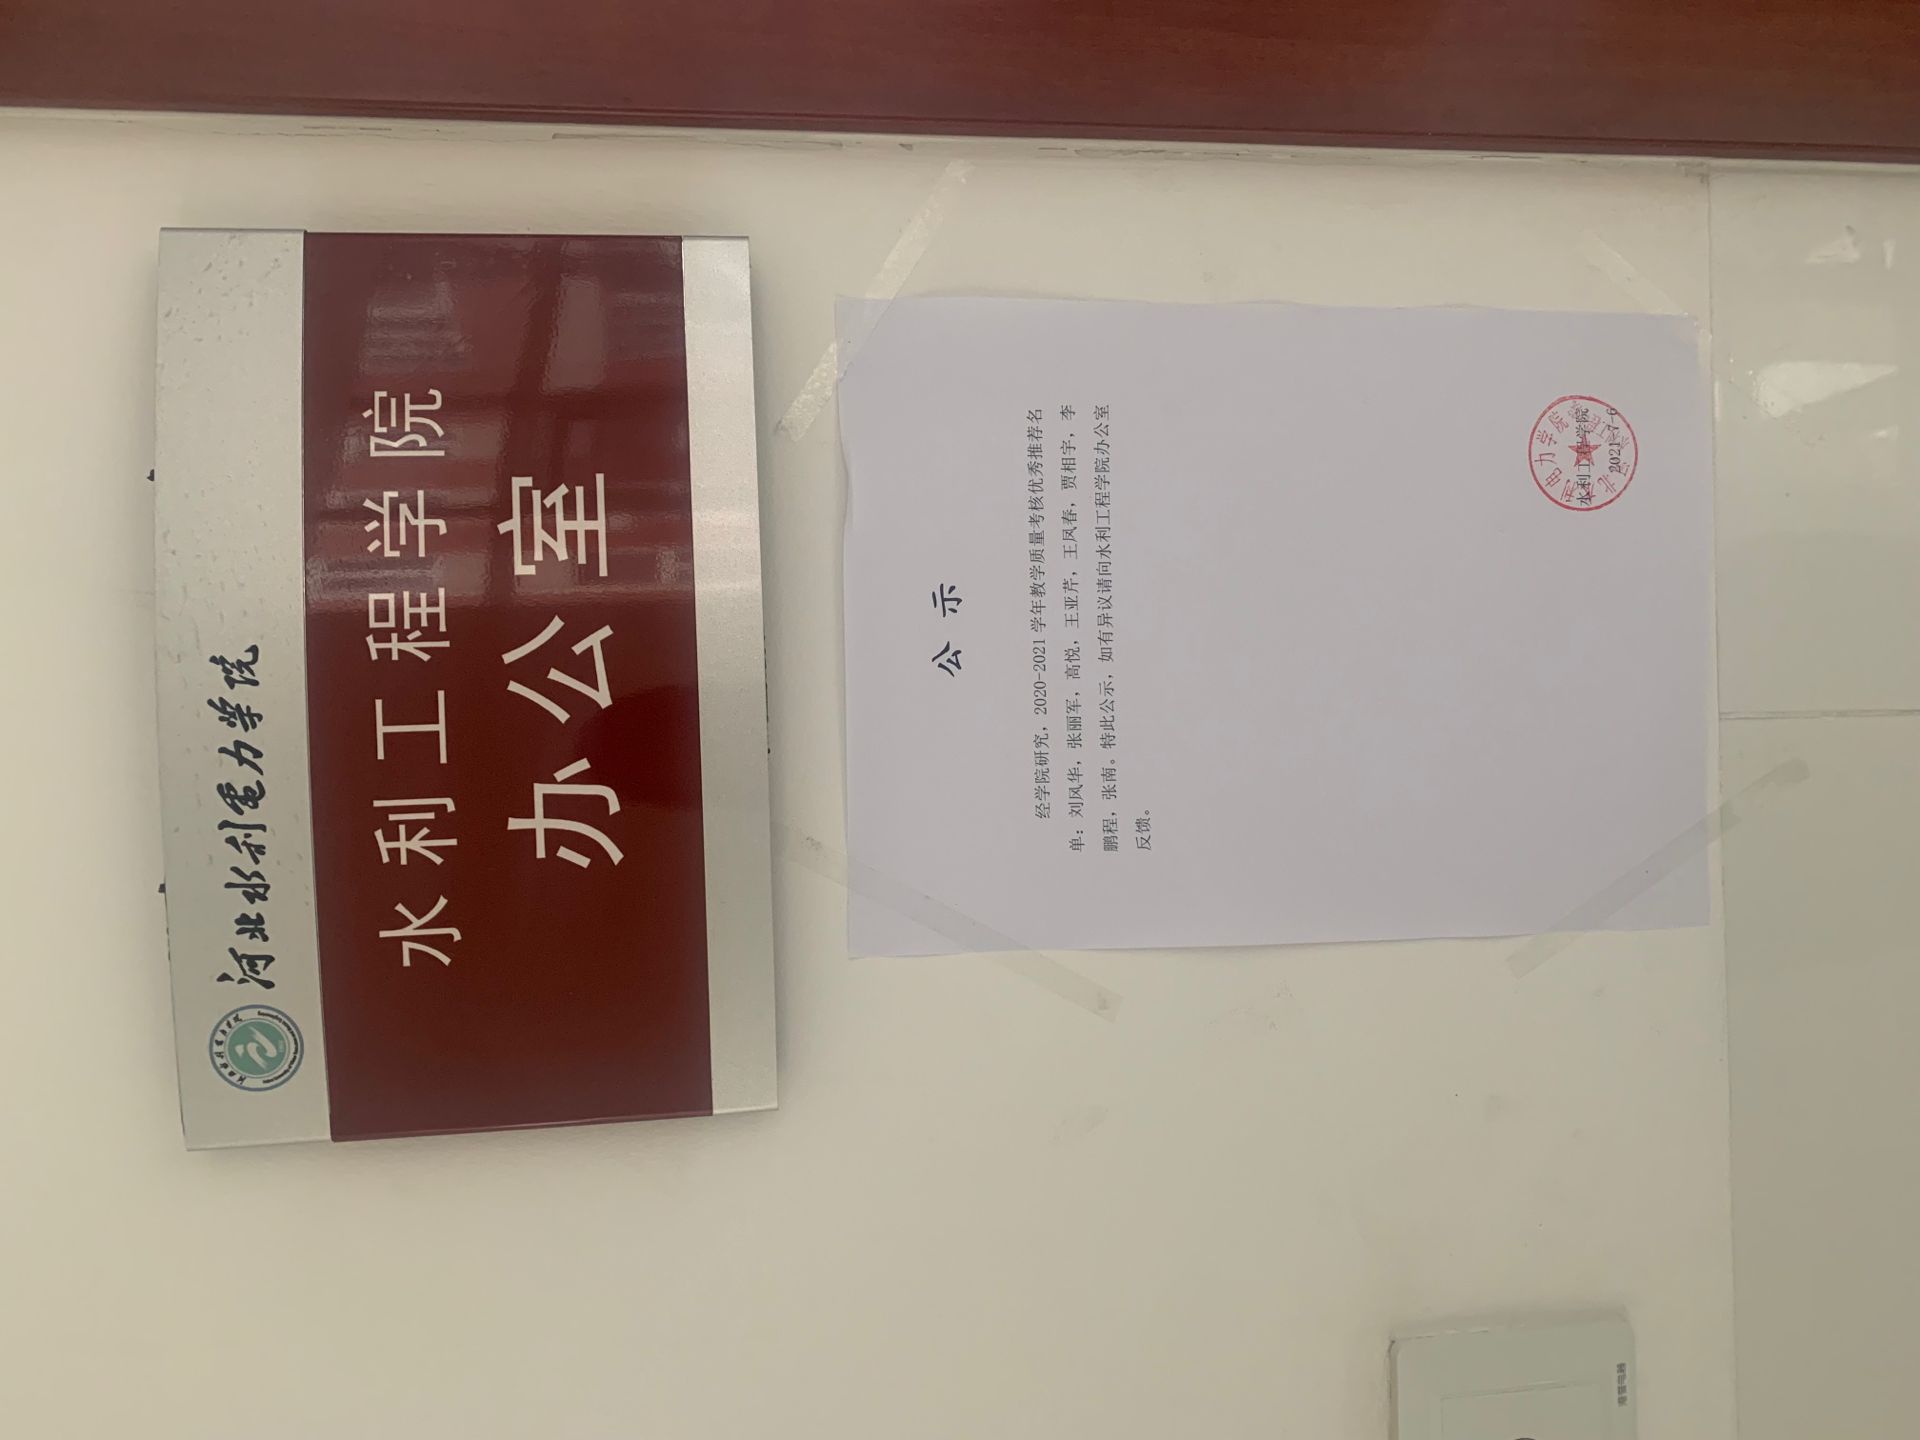 河北水利电力学院
水利工程学院
办公室
公示
经学院研究，2020-2021 学年教学质量考核优秀推荐名
单：刘风华，张丽军，高悦，王亚芹，王凤春，贾相宇，李
鹏程，张南。特此公示，如有异议请向水利工程学院办公室
反馈。
水利工程学院
2021-7-6